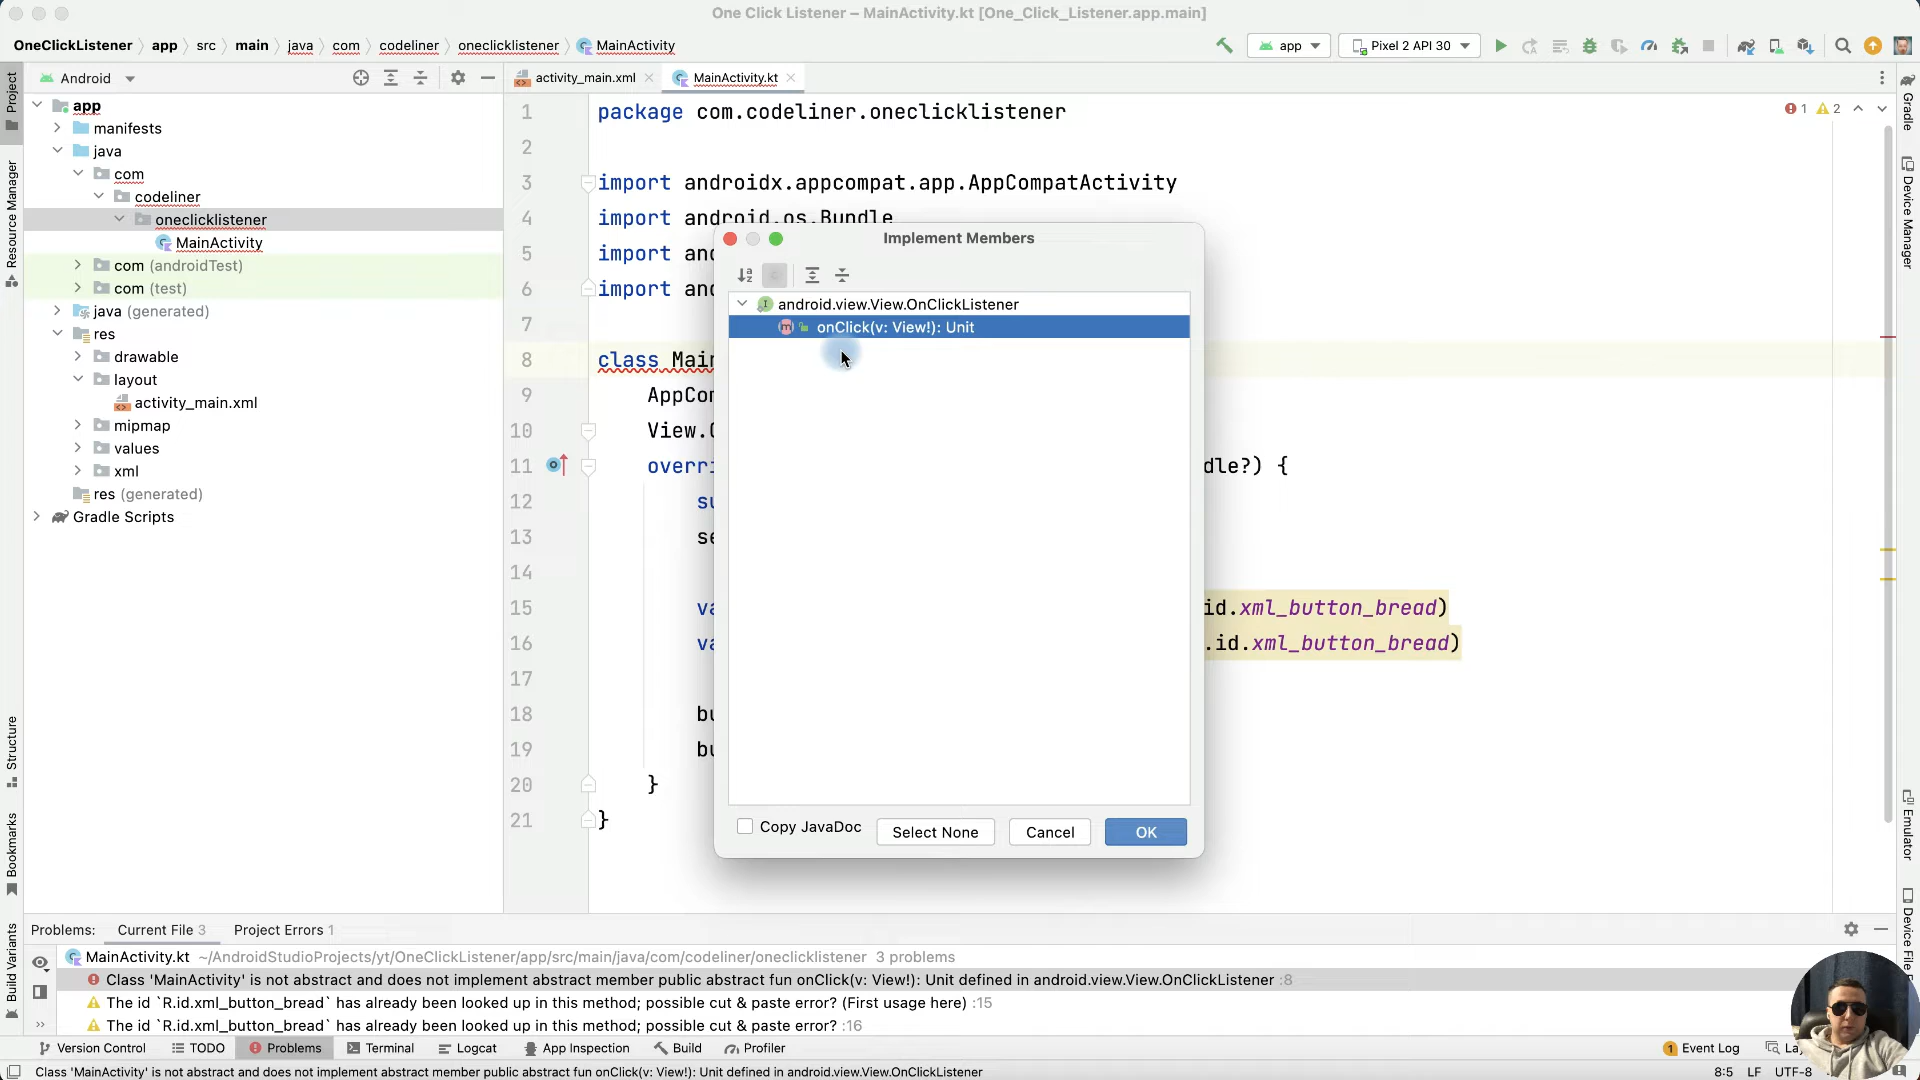 One Click Listener – MainActivity.kt [One_Click_Listener.app.main]
OneClickListener app src main java com codeliner oneclicklistener MainActivity
app Pixel 2 API 30
Android
activity_main.xml MainActivity.kt
Project
Resource Manager
Structure
Bookmarks
Build Variants
app
manifests
java
com
codeliner
oneclicklistener
MainActivity
com (androidTest)
com (test)
java (generated)
res
drawable
layout
activity_main.xml
mipmap
values
xml
res (generated)
Gradle Scripts
1 package com.codeliner.oneclicklistener
2
3 import androidx.appcompat.app.AppCompatActivity
4 import android.os.Bundle
5 import and
6 import and
7
8 class Main
9 AppCom
10 View.
11 overri dle?) {
12 su
13 se
14
15 va id.xml_button_bread)
16 va .id.xml_button_bread)
17
18 bu
19 bu
20 }
21 }
1 2
Implement Members
android.view.View.OnClickListener
onClick(v: View!): Unit
Copy JavaDoc Select None Cancel OK
Gradle
Device Manager
Emulator
Device File
Problems: Current File 3 Project Errors 1
MainActivity.kt ~/AndroidStudioProjects/yt/OneClickListener/app/src/main/java/com/codeliner/oneclicklistener 3 problems
Class 'MainActivity' is not abstract and does not implement abstract member public abstract fun onClick(v: View!): Unit defined in android.view.View.OnClickListener :8
The id `R.id.xml_button_bread` has already been looked up in this method; possible cut & paste error? (First usage here) :15
The id `R.id.xml_button_bread` has already been looked up in this method; possible cut & paste error? :16
Version Control TODO Problems Terminal Logcat App Inspection Build Profiler 1 Event Log
Class 'MainActivity' is not abstract and does not implement abstract member public abstract fun onClick(v: View!): Unit defined in android.view.View.OnClickListener 8:5 LF UTF-8